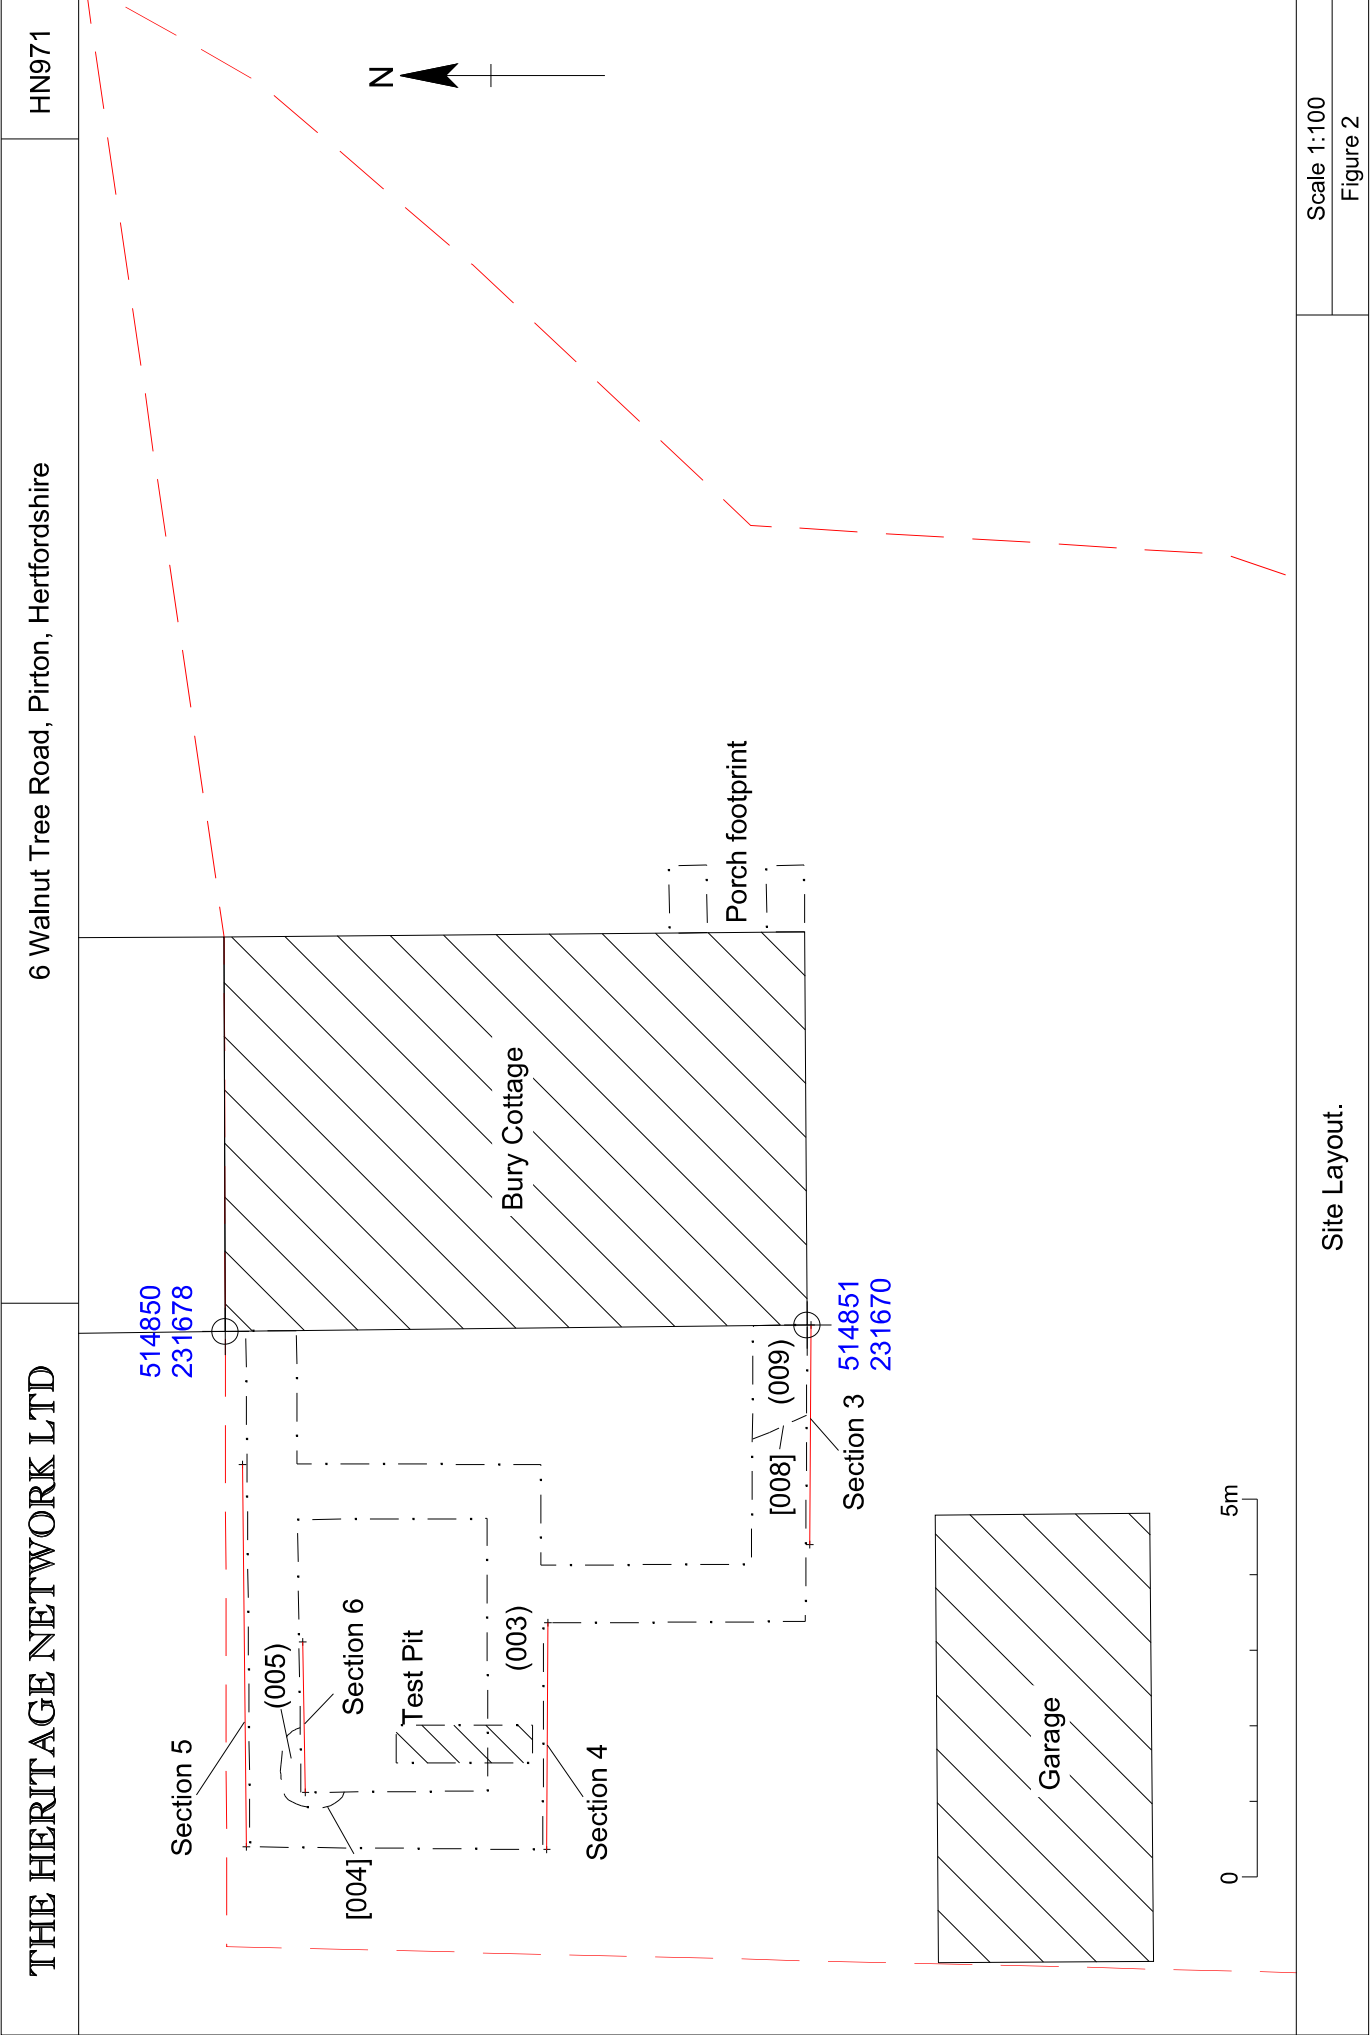 THE HERITAGE NETWORK LTD
6 Walnut Tree Road, Pirton, Hertfordshire
HN971
514850
231678
N
Section 5
(005)
Section 6
[004]
Test Pit
(003)
Section 4
Bury Cottage
Porch footprint
(009)
[008]
514851
231670
Section 3
Garage
0
5m
Site Layout.
Scale 1:100
Figure 2